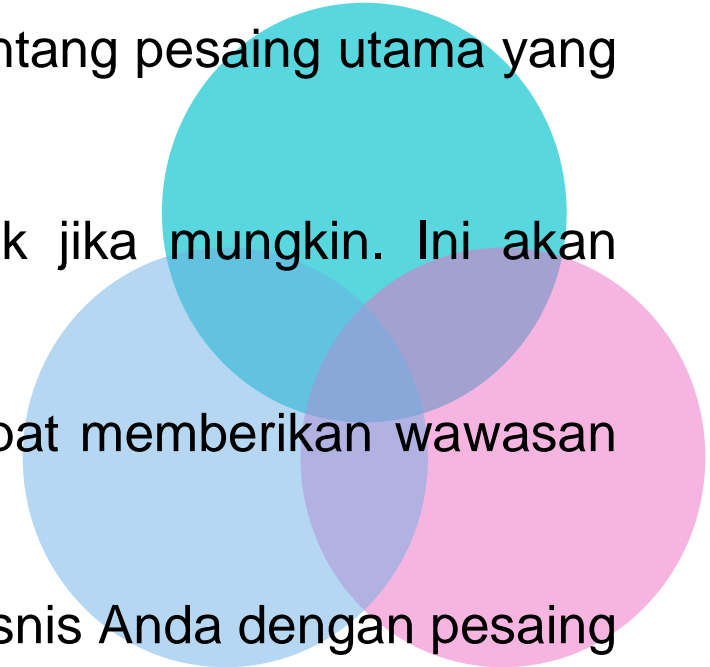 ntang pesaing utama yang
k jika mungkin. Ini akan
pat memberikan wawasan
snis Anda dengan pesaing